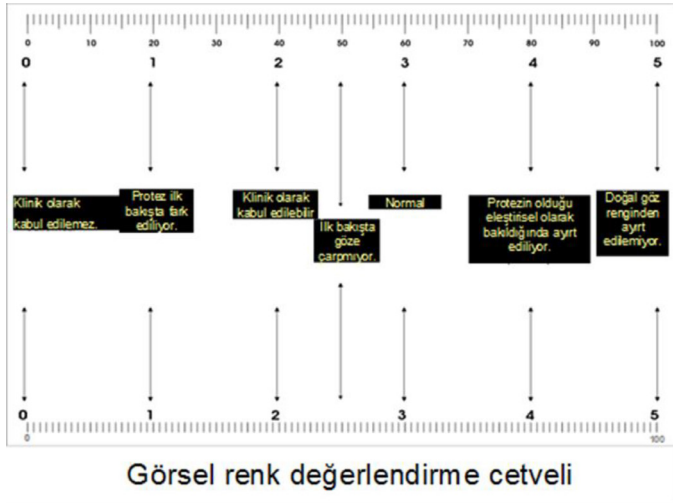 0 10 20 30 40 50 60 70 80 90 100
0 1 2 3 4 5
Klinik olarak
kabul edilemez.
Protez ilk
bakışta fark
ediliyor.
Klinik olarak
kabul edilebilir
İlk bakışta
göze
çarpmıyor.
Normal
Protezin olduğu
eleştirisel olarak
bakıldığında ayırt
ediliyor.
Doğal göz
renginden
ayırt
edilemiyor.
0 1 2 3 4 5
0 100
Görsel renk değerlendirme cetveli